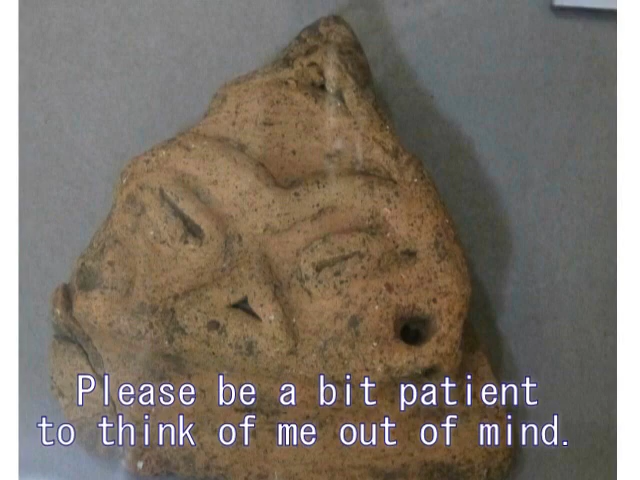 Please be a bit patient
to think of me out of mind.